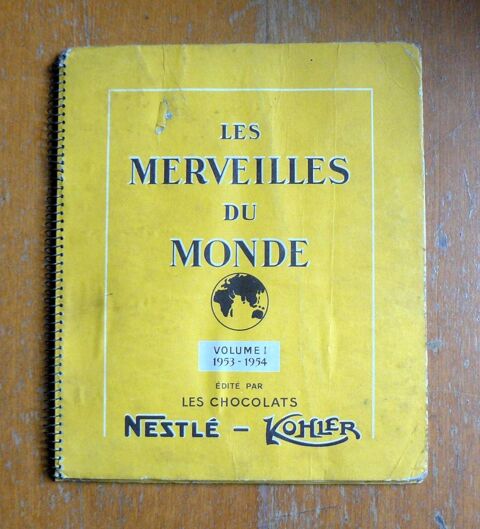 LES
MERVEILLES
DU
MONDE
VOLUME I
1953 - 1954
ÉDITÉ PAR
LES CHOCOLATS
NESTLÉ - KOHLER